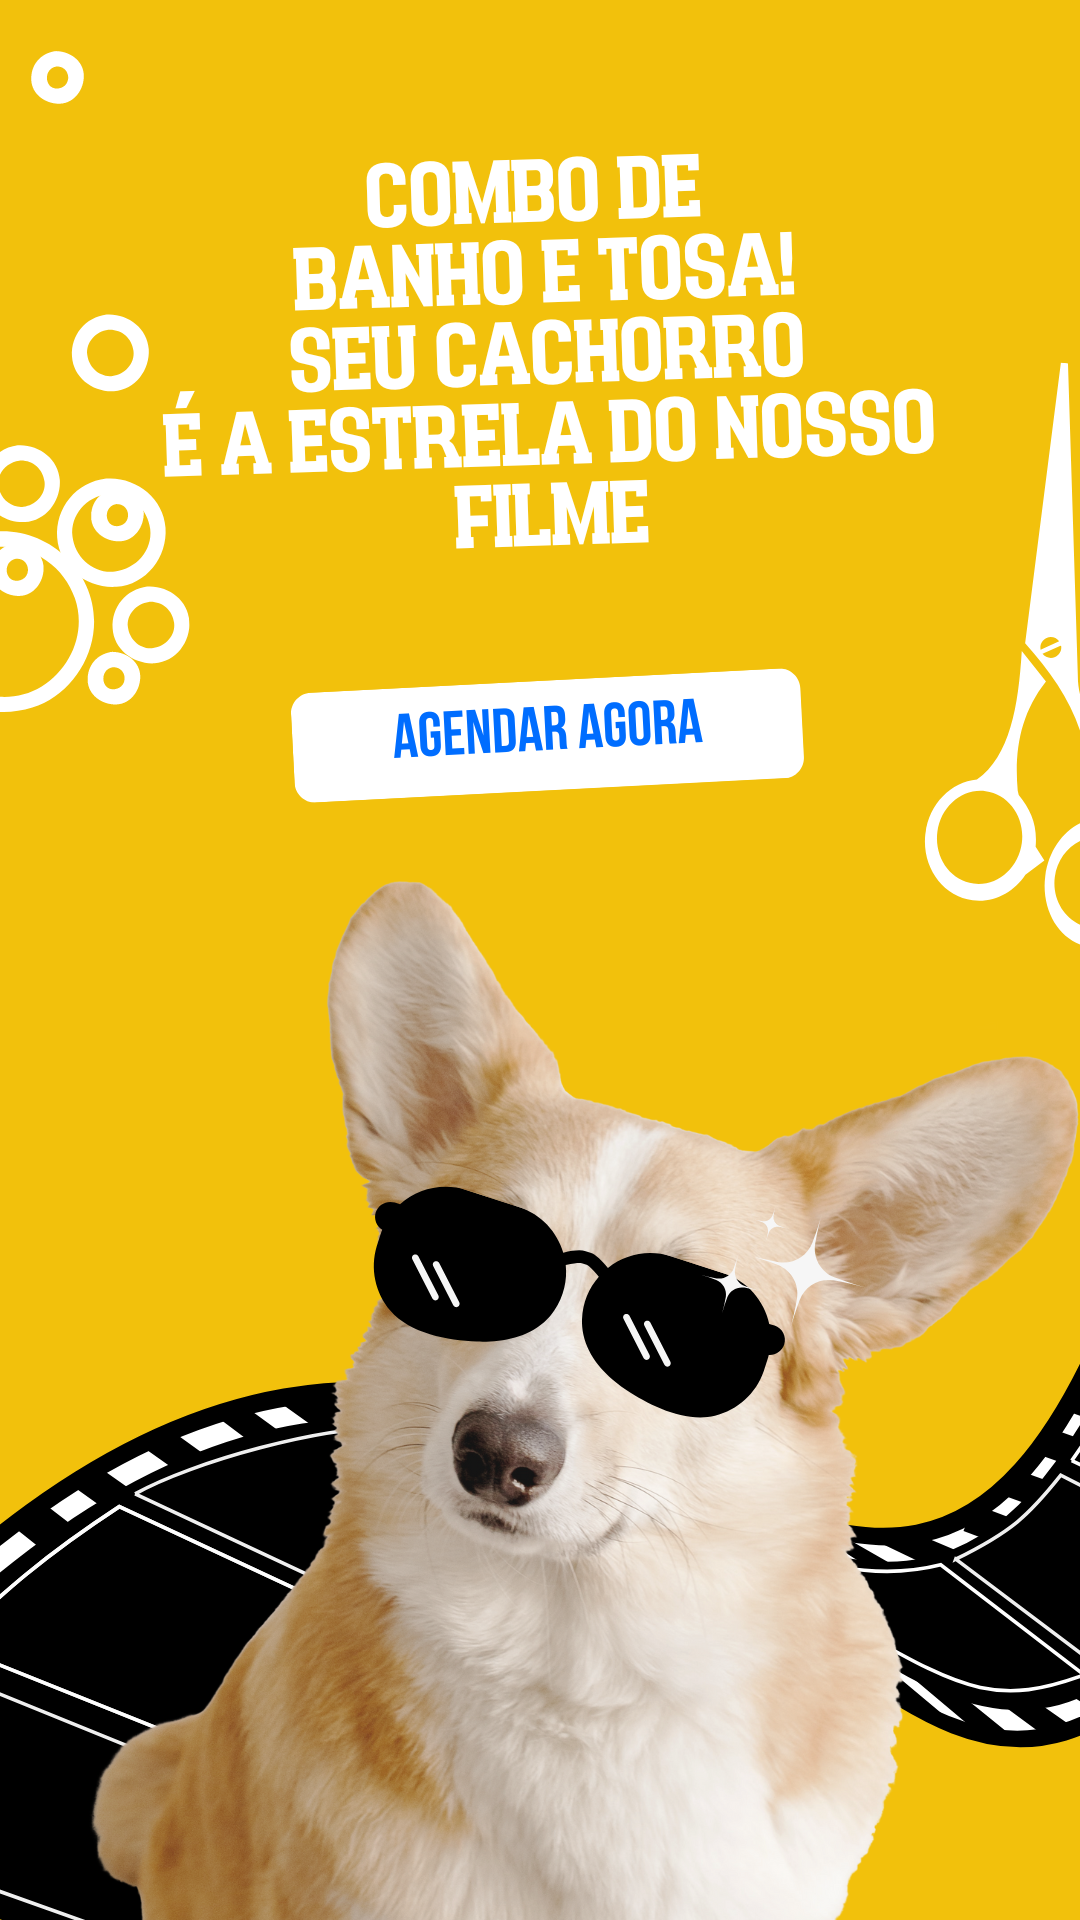 COMBO DE
BANHO E TOSA!
SEU CACHORRO
É A ESTRELA DO NOSSO
FILME
AGENDAR AGORA